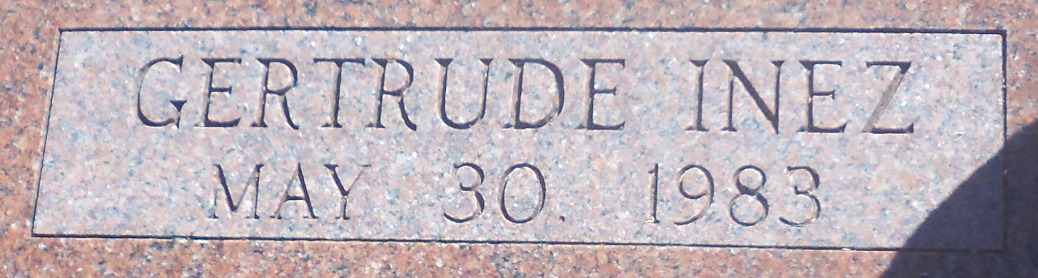 GERTRUDE INEZ
MAY 30. 1983